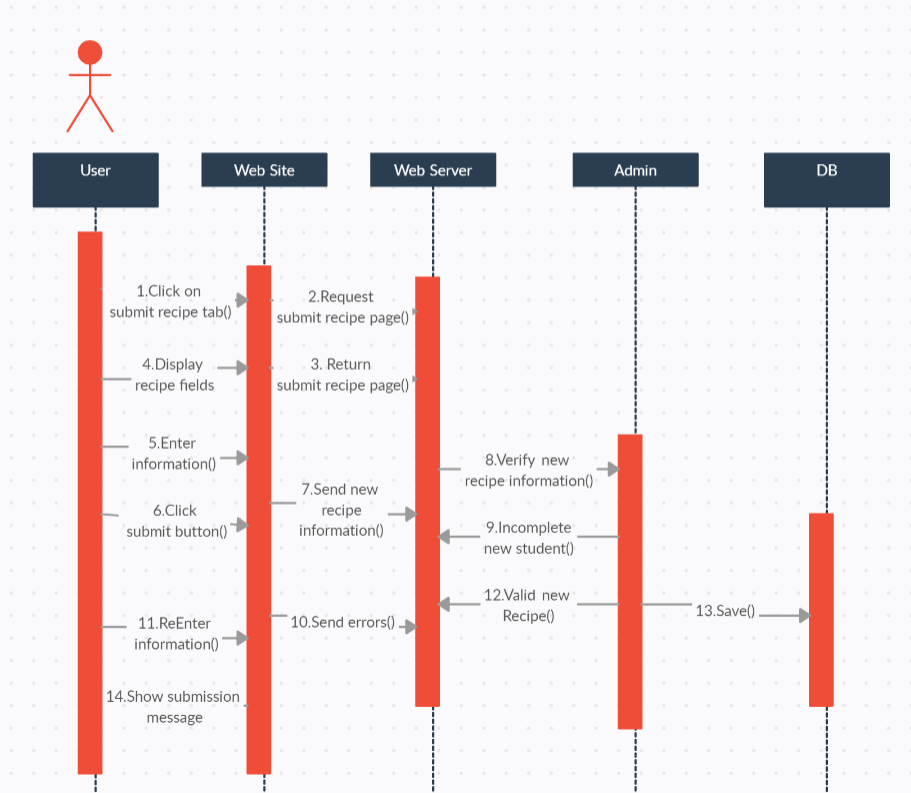 User
Web Site
Web Server
Admin
DB
1.Click on
submit recipe tab()
2.Request
submit recipe page()
4.Display
recipe fields
3. Return
submit recipe page()
5.Enter
information()
8.Verify new
recipe information()
7.Send new
recipe
information()
6.Click
submit button()
9.Incomplete
new student()
12.Valid new
Recipe()
13.Save()
11.ReEnter
information()
10.Send errors()
14.Show submission
message